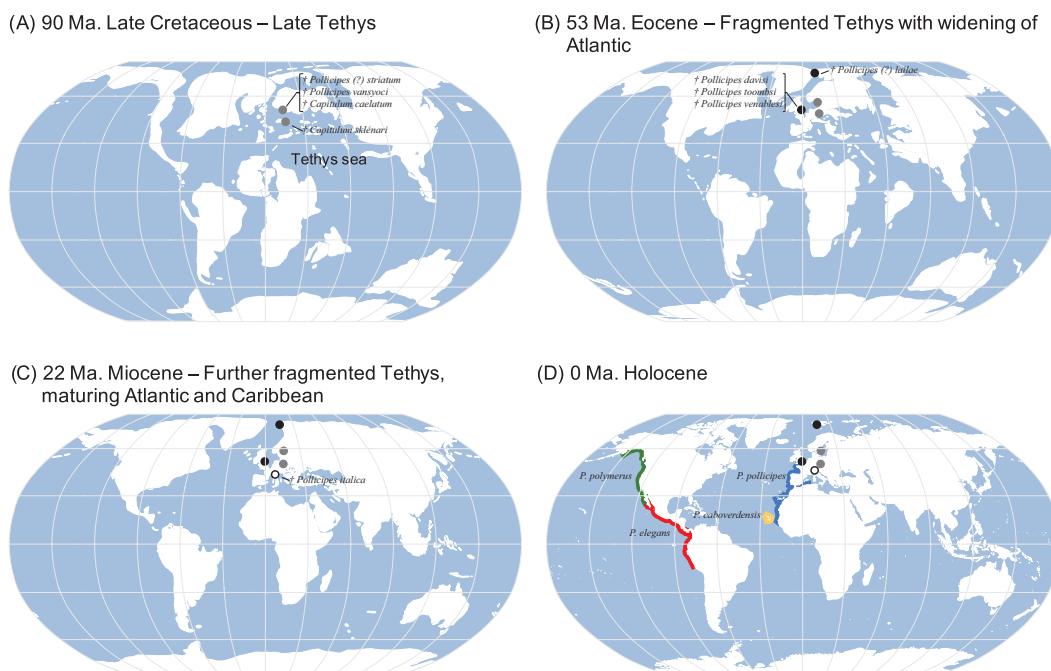 (A) 90 Ma. Late Cretaceous – Late Tethys
† Pollicipes (?) striatum
† Pollicipes vansyoci
† Capitulum caelatum
† Capitulum sklenari
Tethys sea
(B) 53 Ma. Eocene – Fragmented Tethys with widening of
Atlantic
† Pollicipes (?) lailae
† Pollicipes davisi
† Pollicipes toombsi
† Pollicipes venablesi
(C) 22 Ma. Miocene – Further fragmented Tethys,
maturing Atlantic and Caribbean
† Pollicipes italica
(D) 0 Ma. Holocene
P. polymerus
P. pollicipes
P. caboverdensis
P. elegans